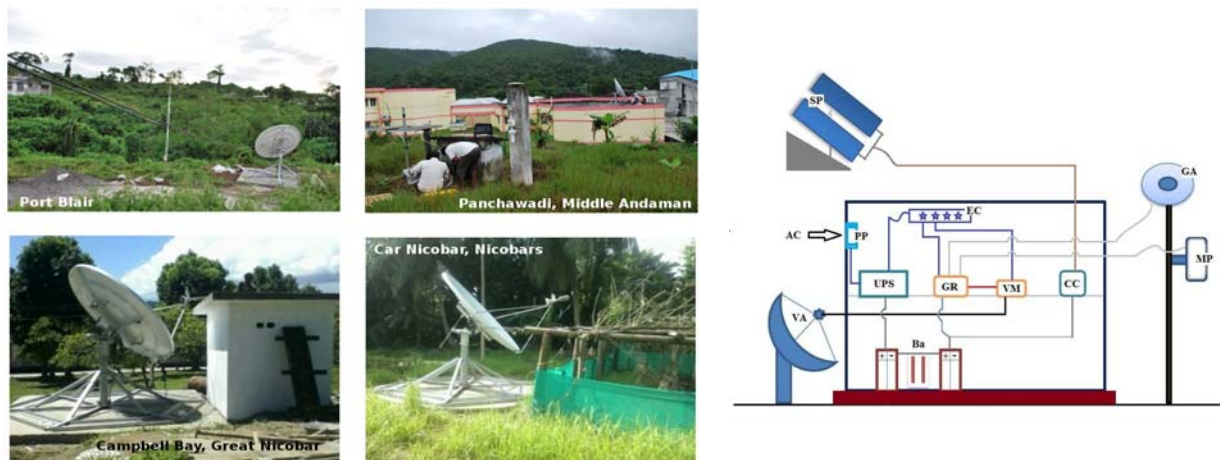 Port Blair
Panchawadi, Middle Andaman
Campbell Bay, Great Nicobar
Car Nicobar, Nicobars
SP
GA
EC
AC
PP
MP
UPS
GR
VM
CC
VA
Ba
+ -
+ -